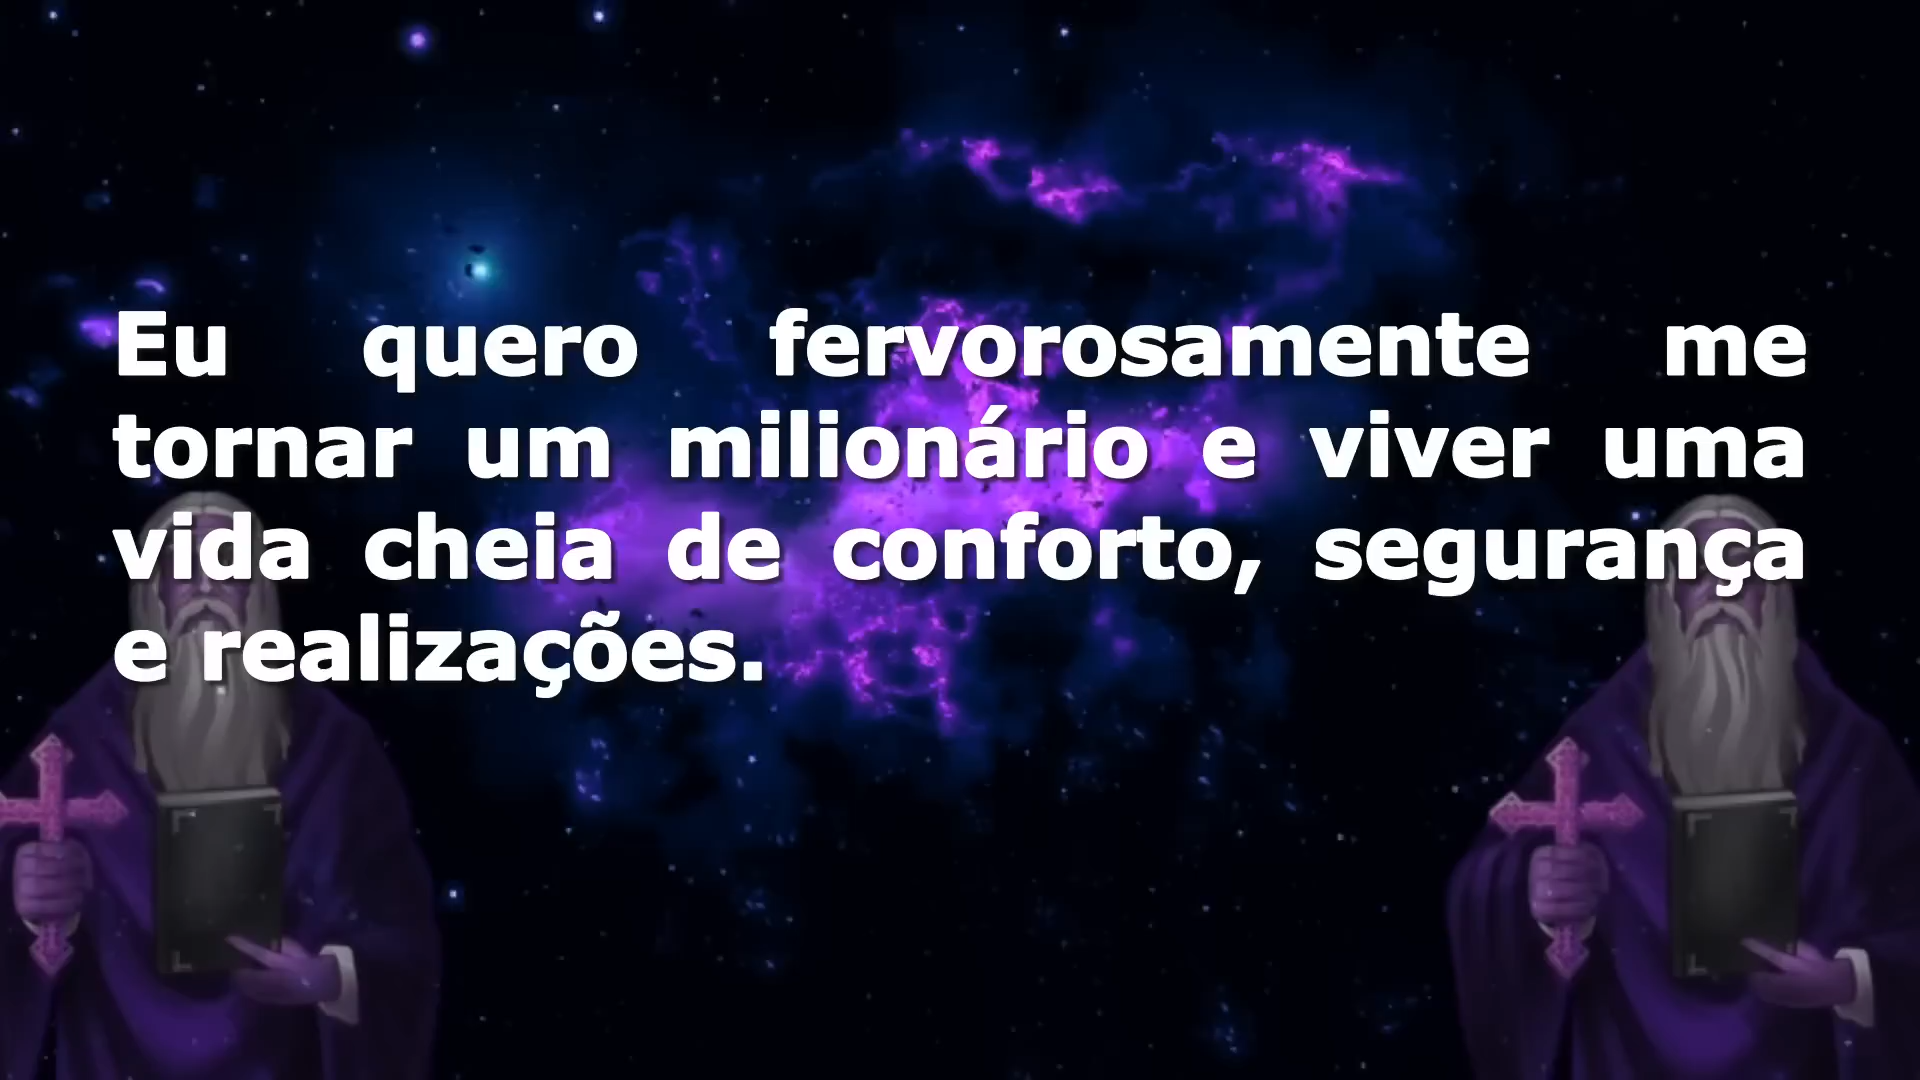 Eu quero fervorosamente me
tornar um milionário e viver uma
vida cheia de conforto, segurança
e realizações.